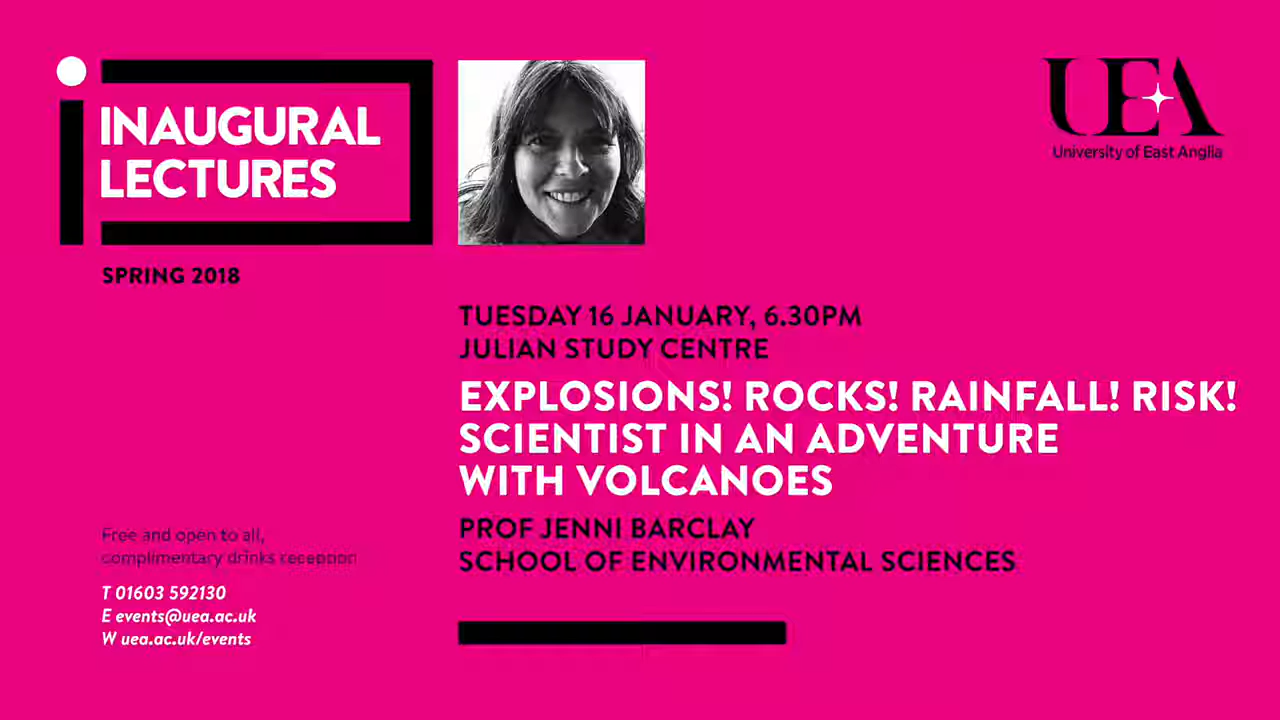 INAUGURAL
LECTURES
SPRING 2018
UEA
University of East Anglia
TUESDAY 16 JANUARY, 6.30PM
JULIAN STUDY CENTRE
EXPLOSIONS! ROCKS! RAINFALL! RISK!
SCIENTIST IN AN ADVENTURE
WITH VOLCANOES
PROF JENNI BARCLAY
SCHOOL OF ENVIRONMENTAL SCIENCES
Free and open to all,
complimentary drinks reception
T 01603 592130
E events@uea.ac.uk
W uea.ac.uk/events